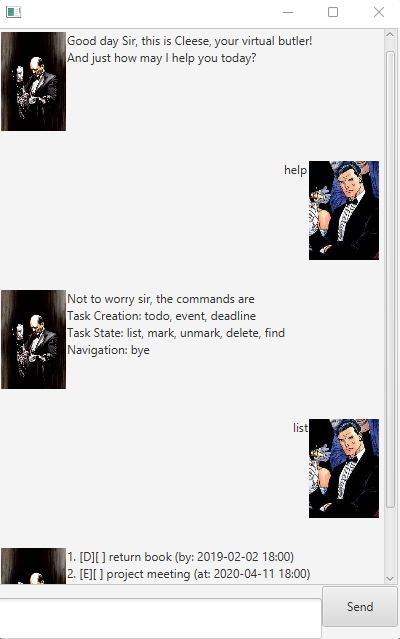 Good day Sir, this is Cleese, your virtual butler!
And just how may I help you today?
help
Not to worry sir, the commands are
Task Creation: todo, event, deadline
Task State: list, mark, unmark, delete, find
Navigation: bye
list
1. [D][ ] return book (by: 2019-02-02 18:00)
2. [E][ ] project meeting (at: 2020-04-11 18:00)
Send